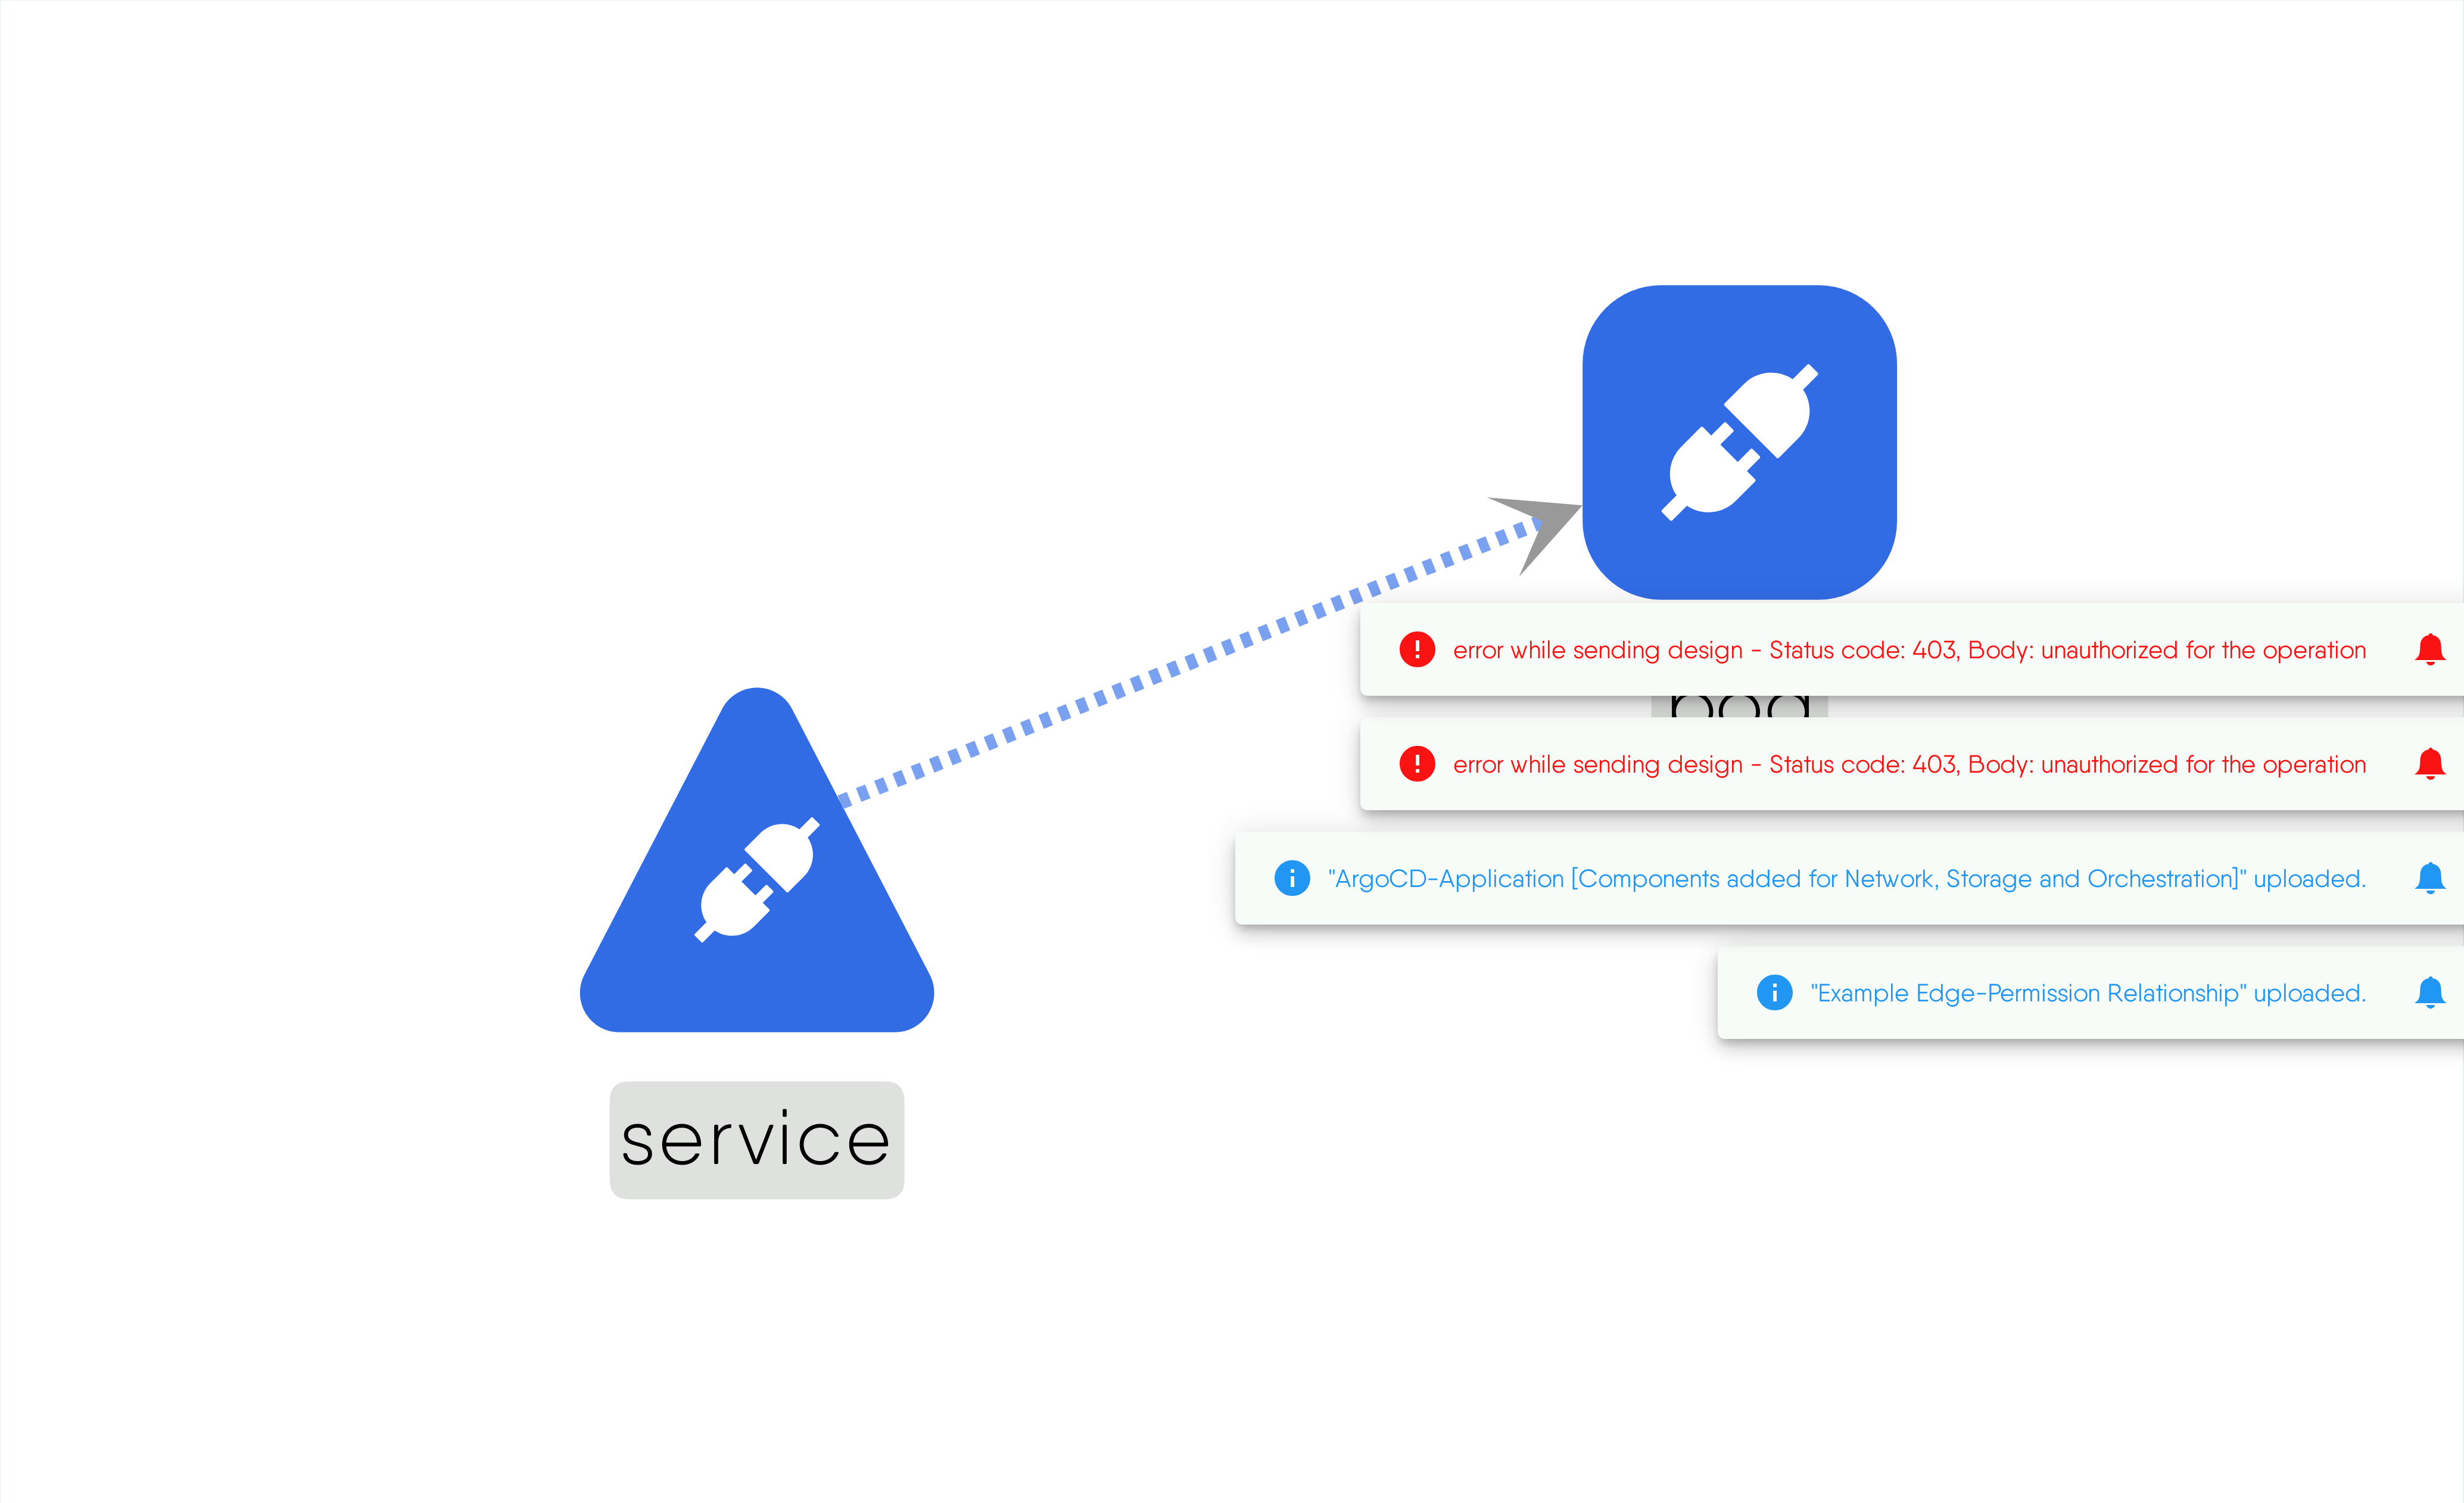 error while sending design - Status code: 403, Body: unauthorized for the operation
error while sending design - Status code: 403, Body: unauthorized for the operation
"ArgoCD-Application [Components added for Network, Storage and Orchestration]" uploaded.
"Example Edge-Permission Relationship" uploaded.
service